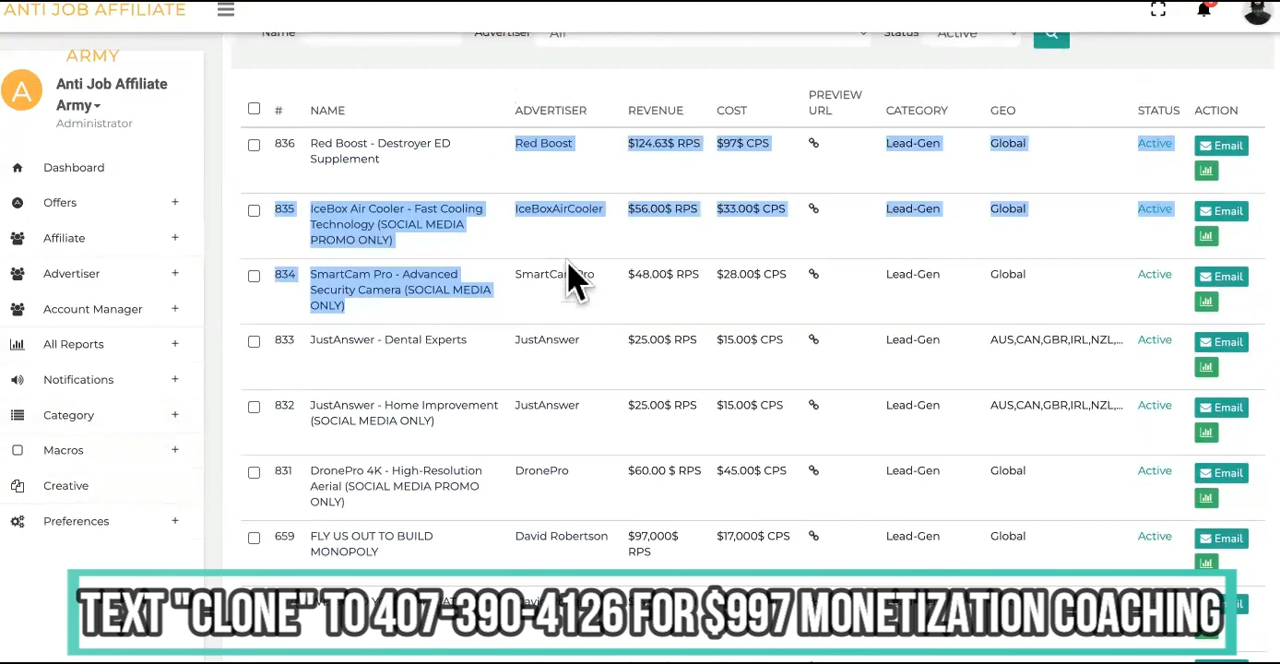 ANTI JOB AFFILIATE
Name Advertiser All Status Active
ARMY
A
Anti Job Affiliate
Army
Administrator
Dashboard
Offers +
Affiliate +
Advertiser +
Account Manager +
All Reports +
Notifications +
Category +
Macros +
Creative
Preferences +
# NAME ADVERTISER REVENUE COST PREVIEW URL CATEGORY GEO STATUS ACTION
836 Red Boost - Destroyer ED Red Boost $124.63$ RPS $97$ CPS Lead-Gen Global Active Email
Supplement
835 IceBox Air Cooler - Fast Cooling IceBoxAirCooler $56.00$ RPS $33.00$ CPS Lead-Gen Global Active Email
Technology (SOCIAL MEDIA
PROMO ONLY)
834 SmartCam Pro - Advanced $48.00$ RPS $28.00$ CPS Lead-Gen Global Active Email
Security Camera (SOCIAL MEDIA
ONLY)
833 JustAnswer - Dental Experts JustAnswer $25.00$ RPS $15.00$ CPS Lead-Gen AUS,CAN,GBR,IRL,NZL,... Active Email
832 JustAnswer - Home Improvement JustAnswer $25.00$ RPS $15.00$ CPS Lead-Gen AUS,CAN,GBR,IRL,NZL,... Active Email
(SOCIAL MEDIA ONLY)
831 DronePro 4K - High-Resolution DronePro $60.00 $ RPS $45.00$ CPS Lead-Gen Global Active Email
Aerial (SOCIAL MEDIA PROMO
ONLY)
659 FLY US OUT TO BUILD David Robertson $97,000$ $17,000$ CPS Lead-Gen Global Active Email
MONOPOLY RPS
TEXT "CLONE" TO 407-390-4126 FOR $997 MONETIZATION COACHING